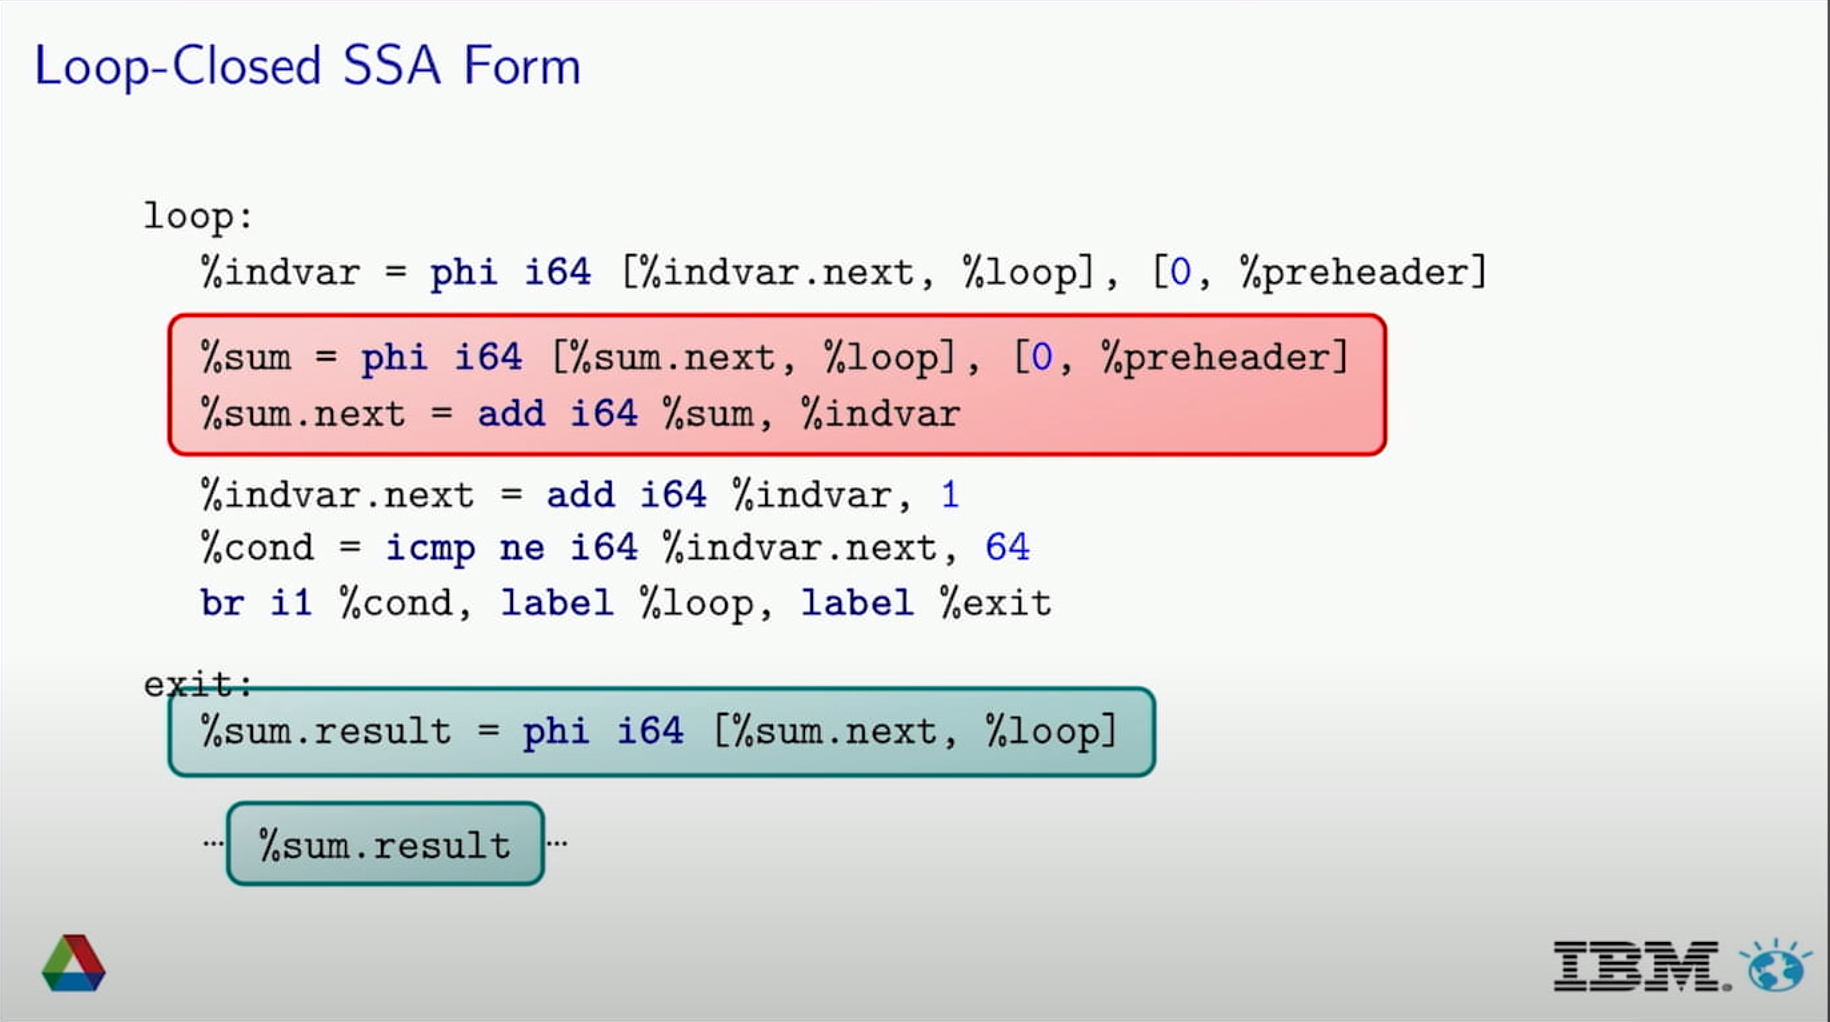 Loop-Closed SSA Form
loop:
%indvar = phi i64 [%indvar.next, %loop], [0, %preheader]
%sum = phi i64 [%sum.next, %loop], [0, %preheader]
%sum.next = add i64 %sum, %indvar
%indvar.next = add i64 %indvar, 1
%cond = icmp ne i64 %indvar.next, 64
br i1 %cond, label %loop, label %exit
exit:
%sum.result = phi i64 [%sum.next, %loop]
... %sum.result ...
IBM.